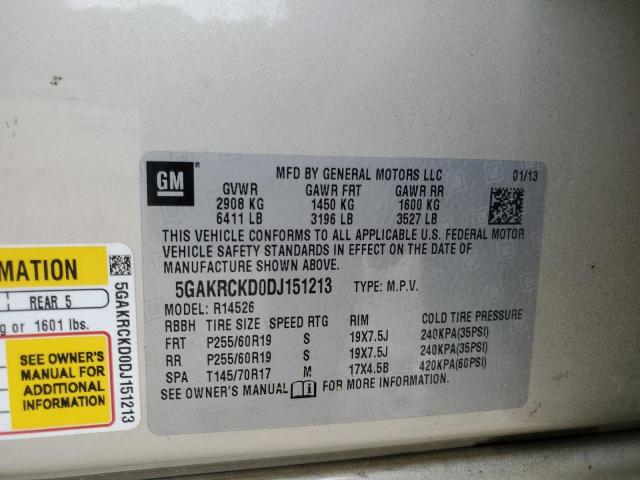 GM
MFD BY GENERAL MOTORS LLC 01/13
GVWR GAWR FRT GAWR RR
2908 KG 1450 KG 1600 KG
6411 LB 3196 LB 3527 LB
THIS VEHICLE CONFORMS TO ALL APPLICABLE U.S. FEDERAL MOTOR
VEHICLE SAFETY STANDARDS IN EFFECT ON THE DATE OF
MANUFACTURE SHOWN ABOVE.
5GAKRCKD0DJ151213 TYPE: M.P.V.
MODEL: R14526
RBBH TIRE SIZE SPEED RTG RIM COLD TIRE PRESSURE
FRT P255/60R19 S 19X7.5J 240KPA(35PSI)
RR P255/60R19 S 19X7.5J 240KPA(35PSI)
SPA T145/70R17 M 17X4.5B 420KPA(60PSI)
SEE OWNER'S MANUAL FOR MORE INFORMATION.
RMATION
REAR 5
g or 1601 lbs.
SEE OWNER'S
MANUAL FOR
ADDITIONAL
INFORMATION
5GAKRCKD0DJ151213